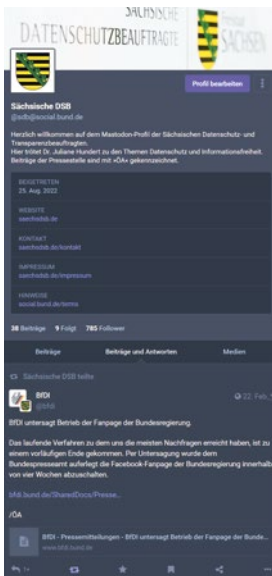 SÄCHSISCHE
DATENSCHUTZBEAUFTRAGTE
SACHSEN
Profil bearbeiten
Sächsische DSB
@sdb@social.bund.de
Herzlich willkommen auf dem Mastodon-Profil der Sächsischen Datenschutz- und
Transparenzbeauftragten.
Hier trötet Dr. Juliane Hundert zu den Themen Datenschutz und Informationsfreiheit.
Beiträge der Pressestelle sind mit »ÖA« gekennzeichnet.
BEIGETRETEN
25. Aug. 2022
WEBSITE
saechsdsb.de
KONTAKT
saechsdsb.de/kontakt
IMPRESSUM
saechsdsb.de/impressum
HINWEISE
social.bund.de/terms
38 Beiträge 9 Folgt 785 Follower
Beiträge Beiträge und Antworten Medien
Sächsische DSB teilte
BfDI
@bfdi
22. Feb.
BfDI untersagt Betrieb der Fanpage der Bundesregierung.
Das laufende Verfahren zu dem uns die meisten Nachfragen erreicht haben, ist zu
einem vorläufigen Ende gekommen. Per Untersagung wurde dem
Bundespresseamt auferlegt die Facebook-Fanpage der Bundesregierung innerhalb
von vier Wochen abzuschalten.
bfdi.bund.de/SharedDocs/Presse...
/ÖA
BfDI - Pressemitteilungen - BfDI untersagt Betrieb der Fanpage der Bunde...
www.bfdi.bund.de
1+